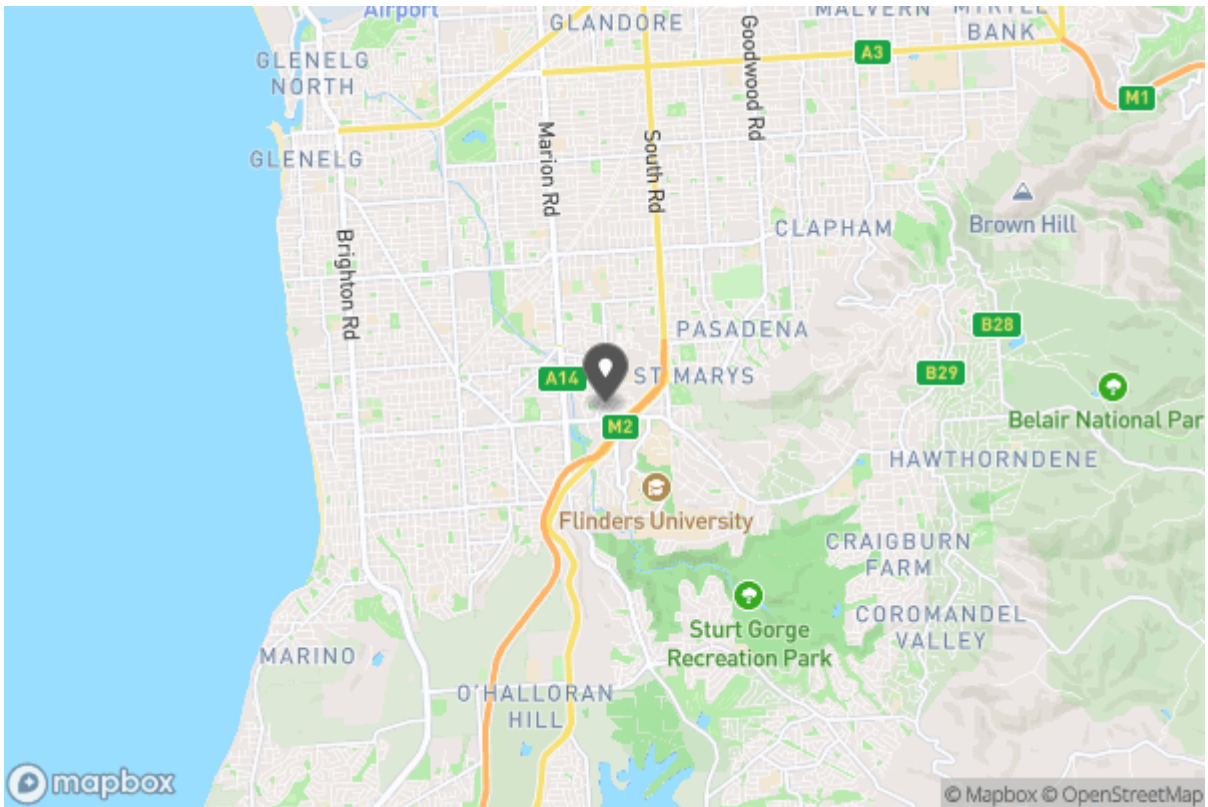 Airport
GLANDORE
MALVERN
MYRTLE
BANK
Goodwood Rd
A3
GLENELG
NORTH
M1
GLENELG
Marion Rd
South Rd
CLAPHAM
Brown Hill
Brighton Rd
PASADENA
B28
A14
ST MARYS
B29
M2
Belair National Par
HAWTHORNDENE
Flinders University
CRAIGBURN
FARM
COROMANDEL
VALLEY
Sturt Gorge
Recreation Park
MARINO
O'HALLORAN
HILL
mapbox
© Mapbox © OpenStreetMap